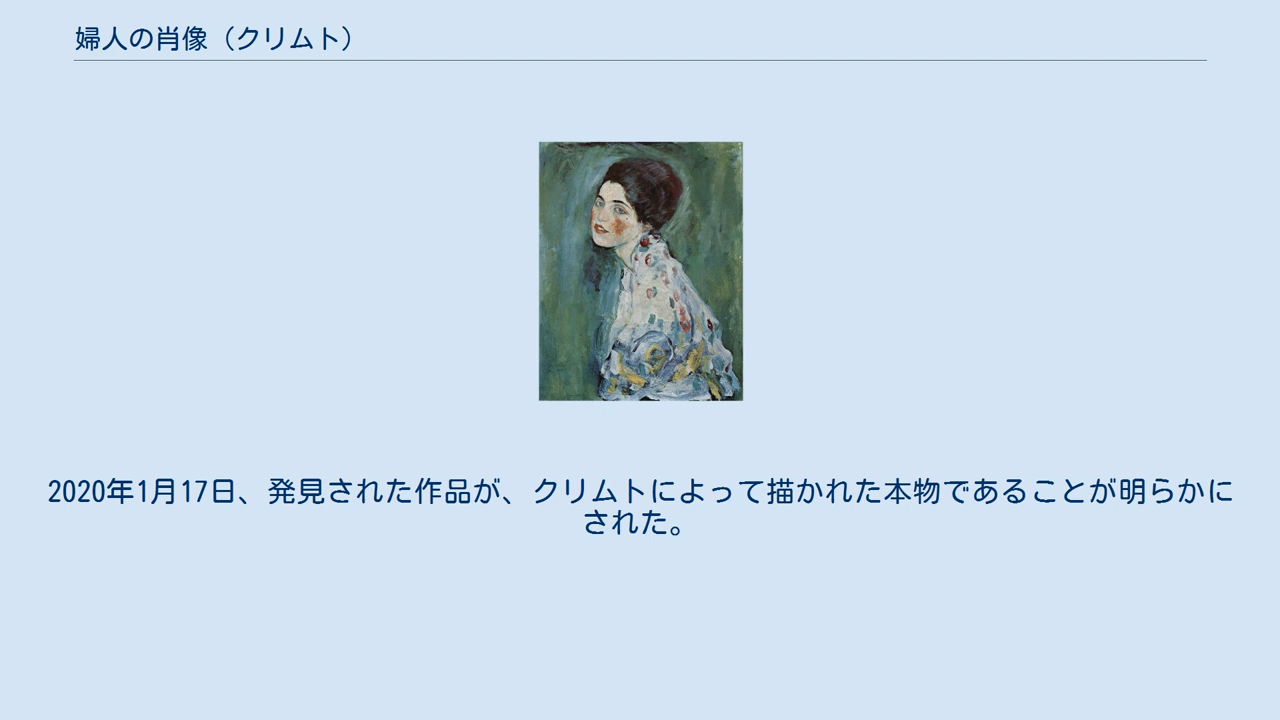 婦人の肖像（クリムト）
2020年1月17日、発見された作品が、クリムトによって描かれた本物であることが明らかに
された。